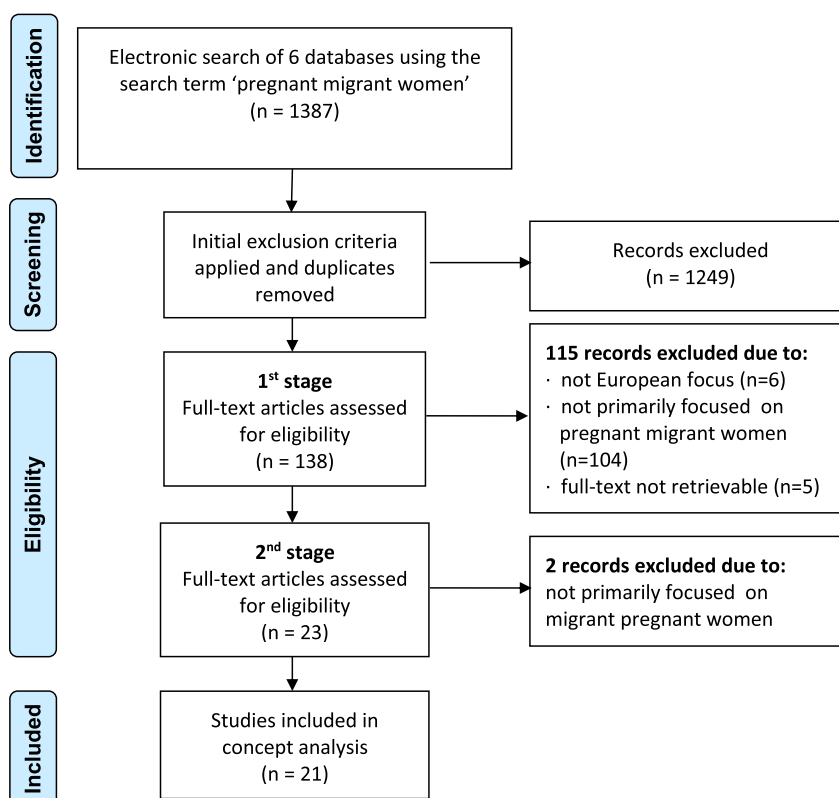 Identification
Electronic search of 6 databases using the
search term ‘pregnant migrant women’
(n = 1387)
Screening
Initial exclusion criteria
applied and duplicates
removed
Records excluded
(n = 1249)
Eligibility
1st stage
Full-text articles assessed
for eligibility
(n = 138)
115 records excluded due to:
· not European focus (n=6)
· not primarily focused on
pregnant migrant women
(n=104)
· full-text not retrievable (n=5)
2nd stage
Full-text articles assessed
for eligibility
(n = 23)
2 records excluded due to:
not primarily focused on
migrant pregnant women
Included
Studies included in
concept analysis
(n = 21)